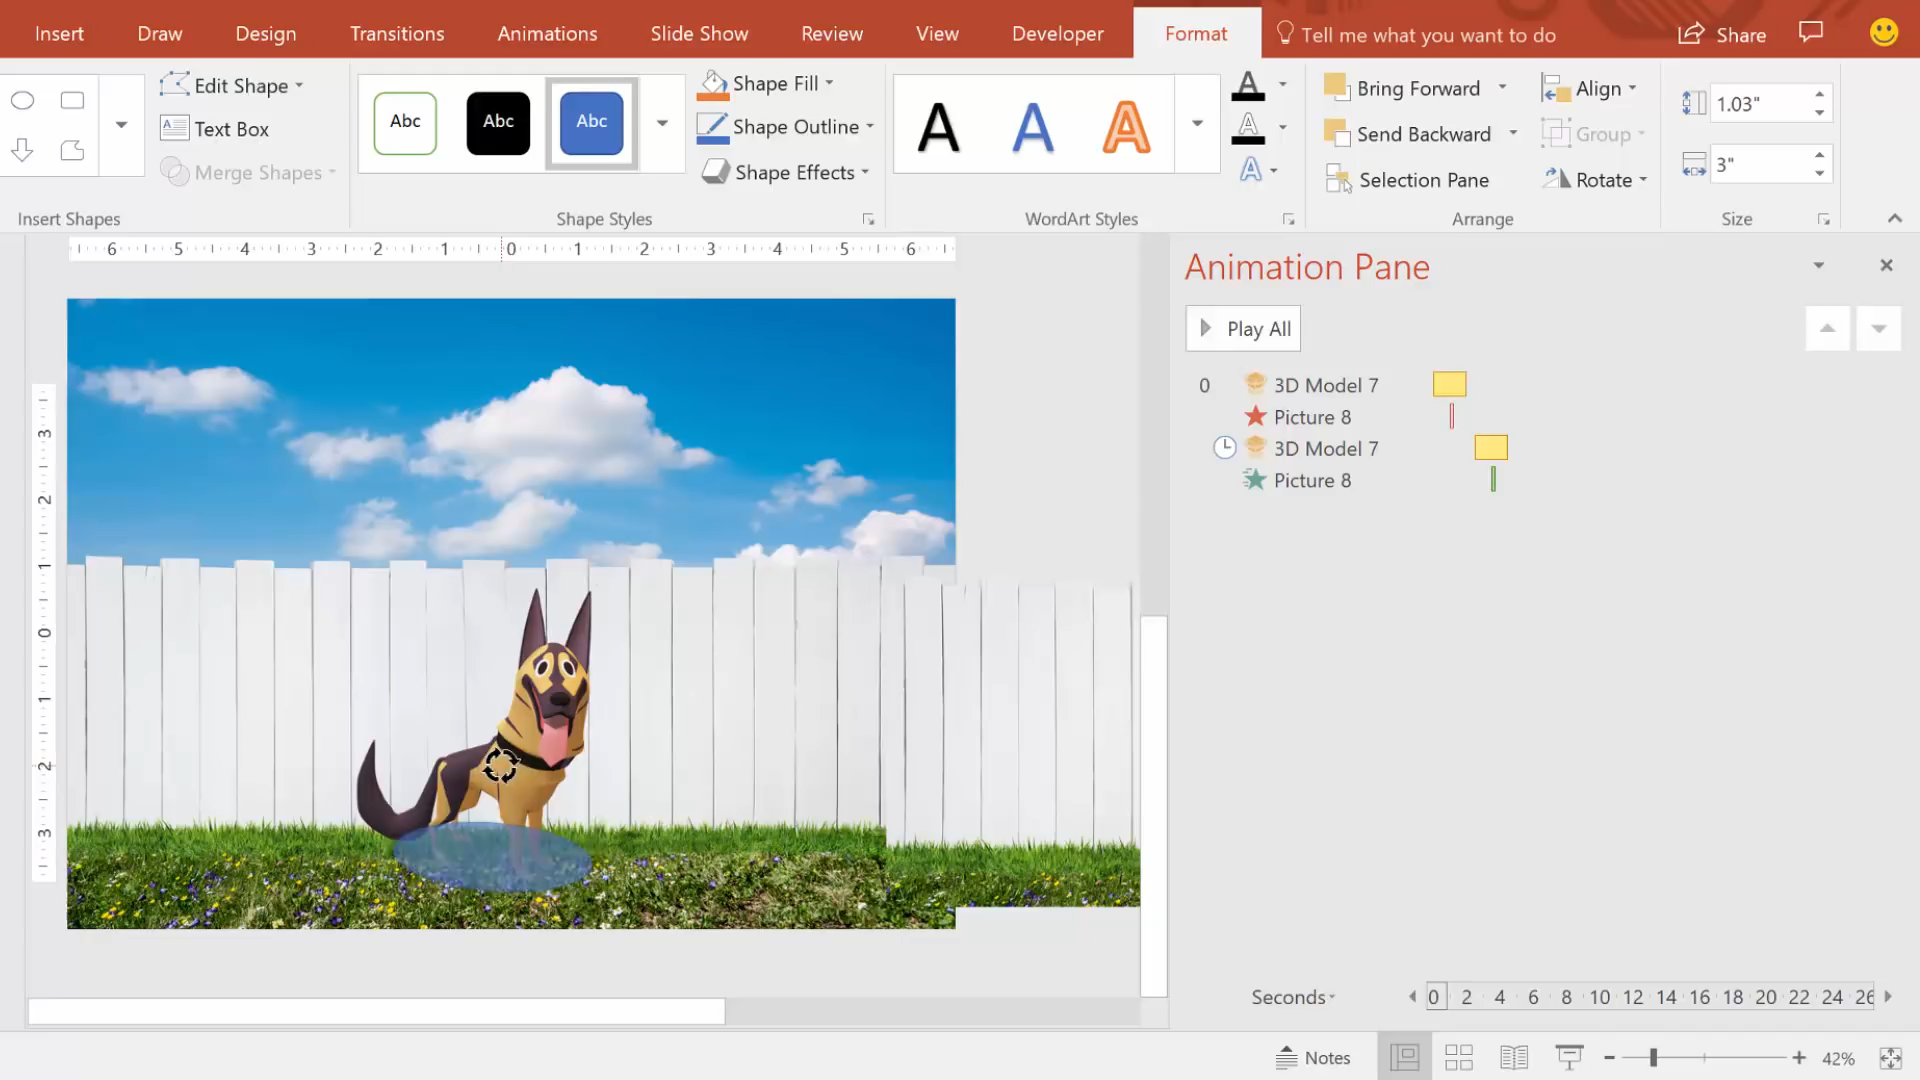 Insert Draw Design Transitions Animations Slide Show Review View Developer Format Tell me what you want to do Share
Edit Shape
Text Box
Merge Shapes
Insert Shapes
Abc Abc Abc
Shape Fill
Shape Outline
Shape Effects
Shape Styles
A A A
WordArt Styles
A
A
A
Bring Forward
Send Backward
Selection Pane
Align
Group
Rotate
Arrange
1.03"
3"
Size
6 5 4 3 2 1 0 1 2 3 4 5 6
3
2
1
0
1
2
3
Animation Pane
Play All
0 3D Model 7
Picture 8
3D Model 7
Picture 8
Seconds 0 2 4 6 8 10 12 14 16 18 20 22 24 26
Notes 42%